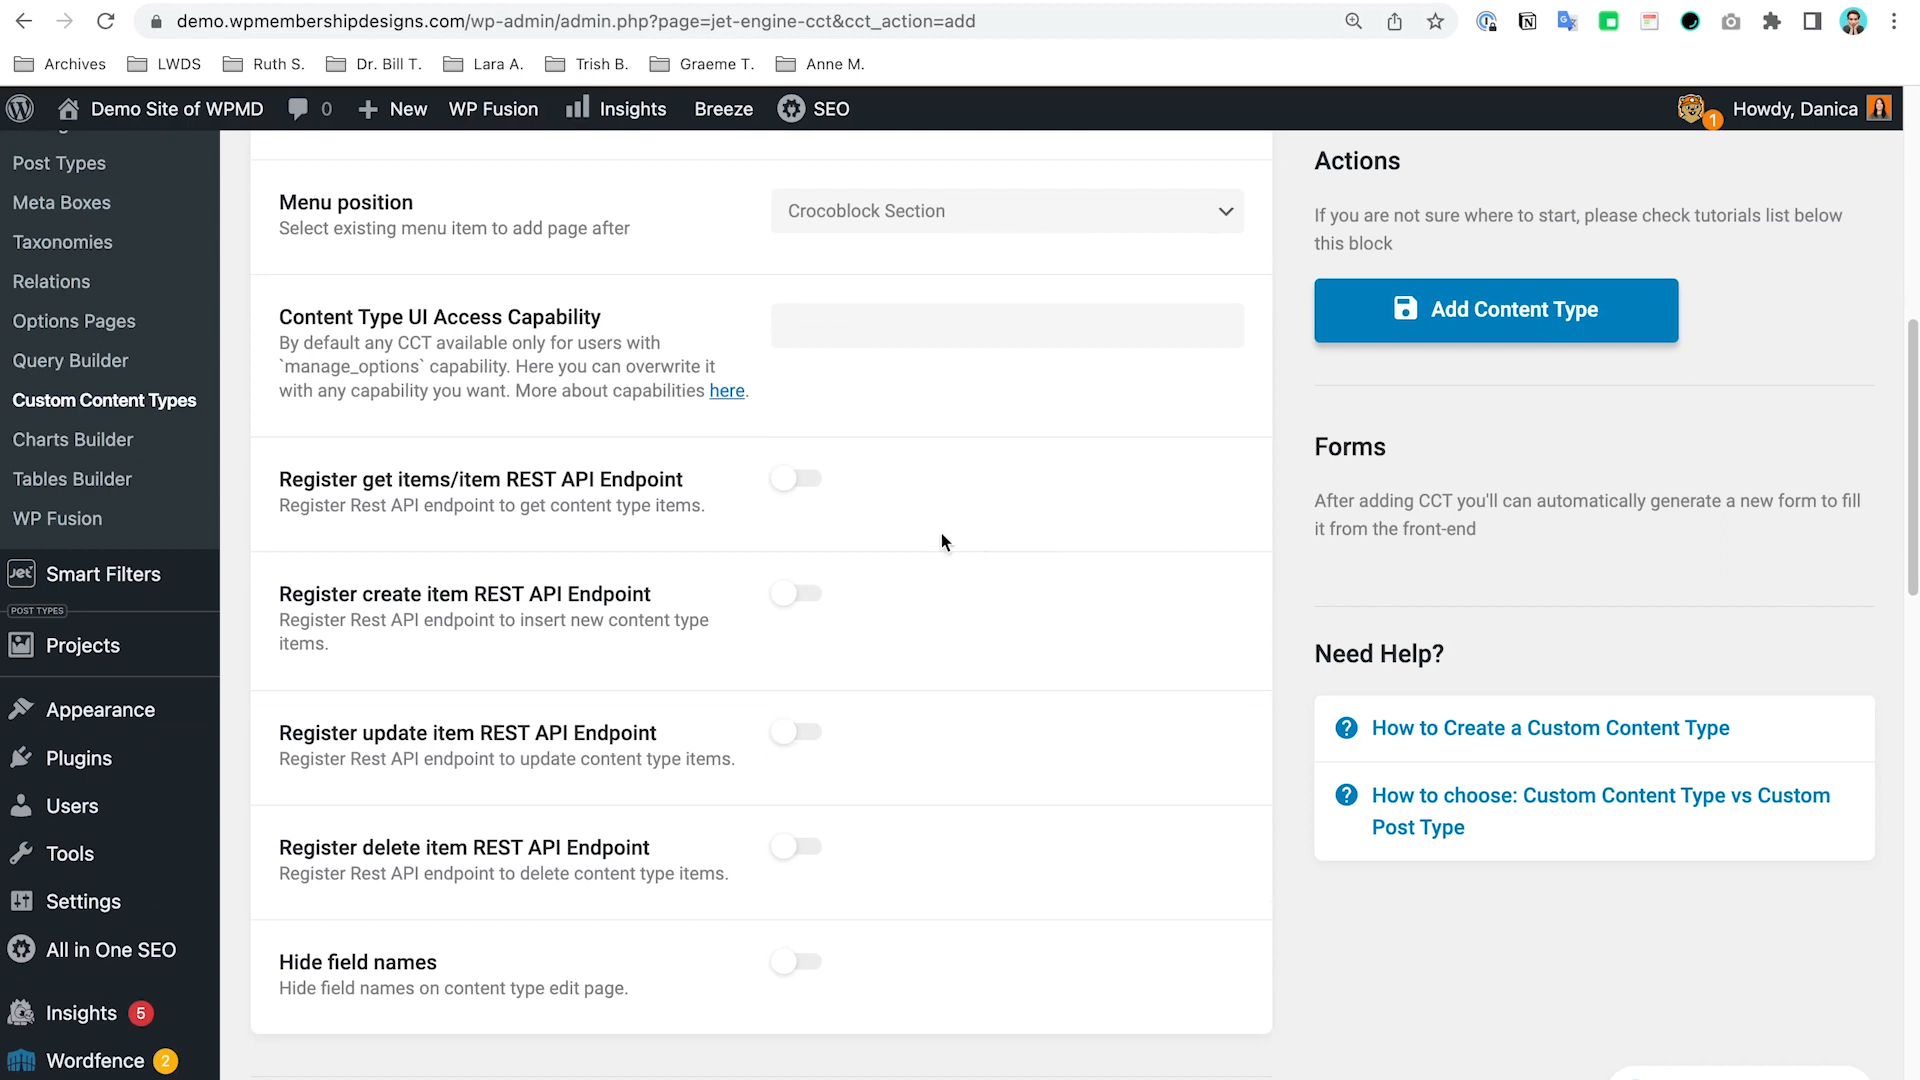 demo.wpmembershipdesigns.com/wp-admin/admin.php?page=jet-engine-cct&cct_action=add
Archives
LWDS
Ruth S.
Dr. Bill T.
Lara A.
Trish B.
Graeme T.
Anne M.
Demo Site of WPMD
0
New
WP Fusion
Insights
Breeze
SEO
1
Howdy, Danica
Post Types
Meta Boxes
Taxonomies
Relations
Options Pages
Query Builder
Custom Content Types
Charts Builder
Tables Builder
WP Fusion
Jet
Smart Filters
POST TYPES
Projects
Appearance
Plugins
Users
Tools
Settings
All in One SEO
Insights 5
Wordfence 2
Menu position
Select existing menu item to add page after
Crocoblock Section
Content Type UI Access Capability
By default any CCT available only for users with
`manage_options` capability. Here you can overwrite it
with any capability you want. More about capabilities here.
Register get items/item REST API Endpoint
Register Rest API endpoint to get content type items.
Register create item REST API Endpoint
Register Rest API endpoint to insert new content type
items.
Register update item REST API Endpoint
Register Rest API endpoint to update content type items.
Register delete item REST API Endpoint
Register Rest API endpoint to delete content type items.
Hide field names
Hide field names on content type edit page.
Actions
If you are not sure where to start, please check tutorials list below
this block
Add Content Type
Forms
After adding CCT you'll can automatically generate a new form to fill
it from the front-end
Need Help?
How to Create a Custom Content Type
How to choose: Custom Content Type vs Custom
Post Type